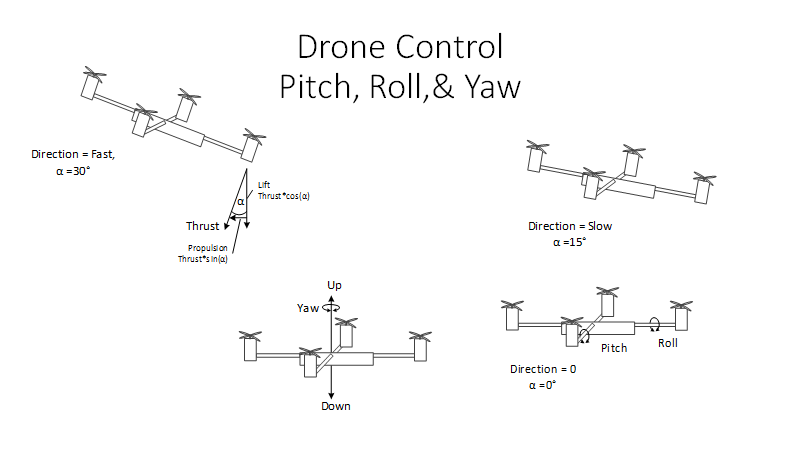 Drone Control
Pitch, Roll,& Yaw
Direction = Fast,
α =30°
Lift
Thrust*cos(α)
α
Thrust
Propulsion
Thrust*sin(α)
Direction = Slow
α =15°
Up
Yaw
Down
Pitch
Roll
Direction = 0
α =0°